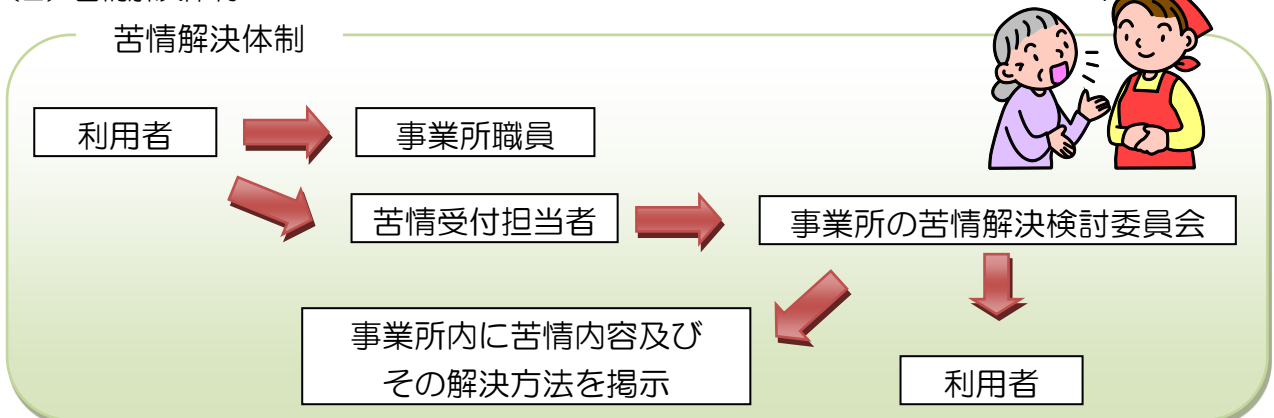 苦情解決体制
利用者
事業所職員
苦情受付担当者
事業所の苦情解決検討委員会
事業所内に苦情内容及び
その解決方法を掲示
利用者